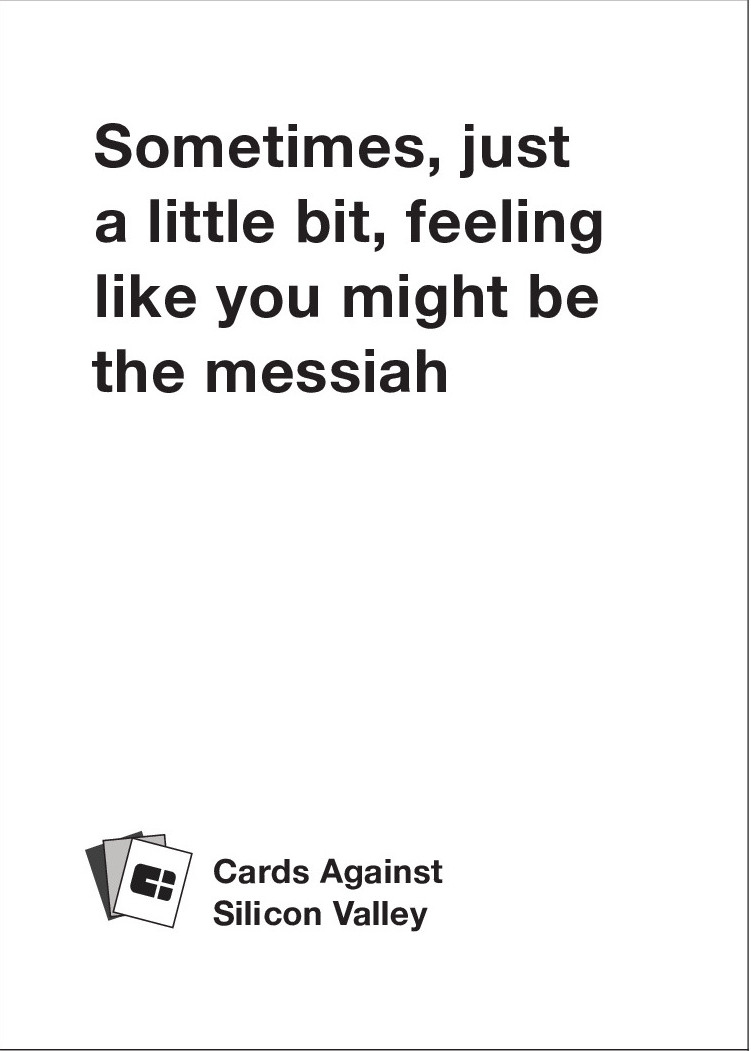 Sometimes, just
a little bit, feeling
like you might be
the messiah
Cards Against
Silicon Valley